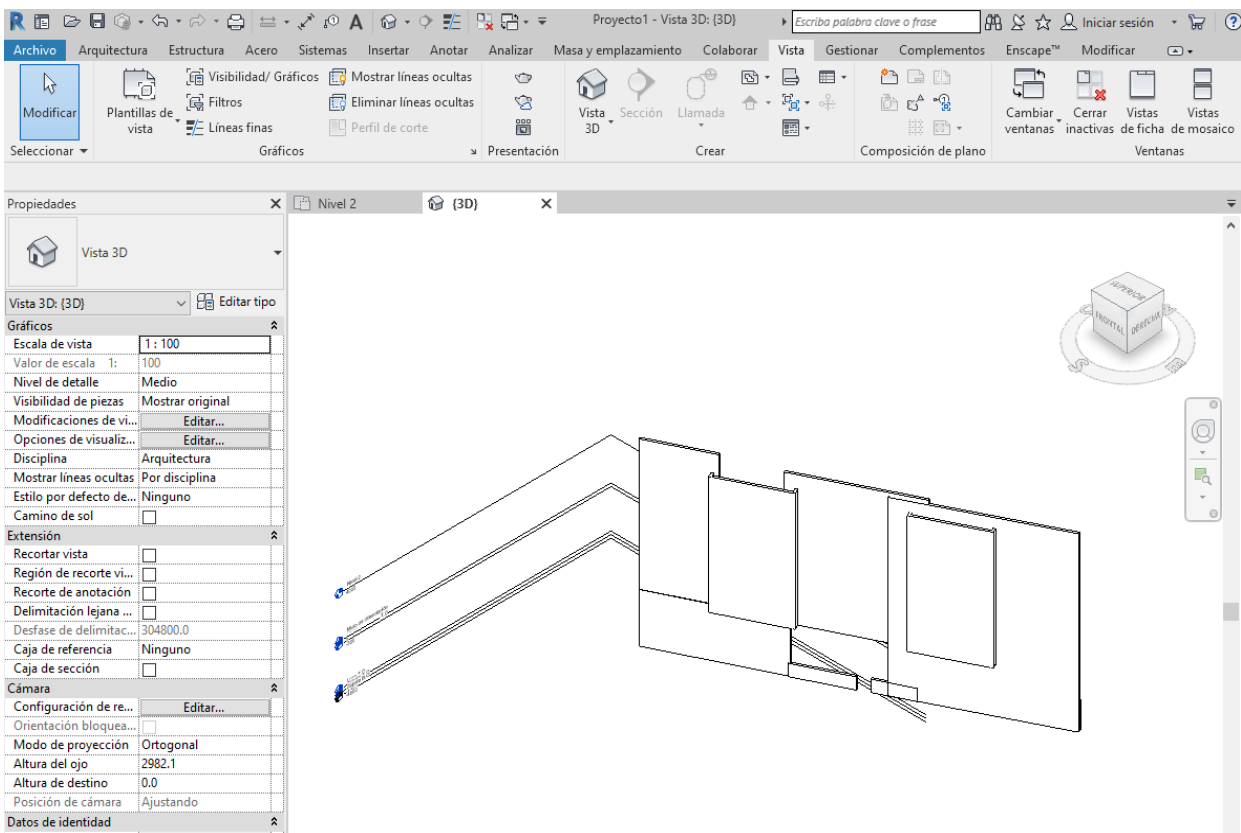 Proyecto1 - Vista 3D: {3D}
Escriba palabra clave o frase
Iniciar sesión
Archivo Arquitectura Estructura Acero Sistemas Insertar Anotar Analizar Masa y emplazamiento Colaborar Vista Gestionar Complementos Enscape™ Modificar
Modificar
Plantillas de vista
Visibilidad/ Gráficos
Filtros
Líneas finas
Mostrar líneas ocultas
Eliminar líneas ocultas
Perfil de corte
Vista 3D
Sección
Llamada
Cambiar ventanas
Cerrar inactivas
Vistas de ficha
Vistas de mosaico
Seleccionar Gráficos Presentación Crear Composición de plano Ventanas
Propiedades
Nivel 2
{3D}
Vista 3D
Vista 3D: {3D} Editar tipo
Gráficos
Escala de vista 1 : 100
Valor de escala 1: 100
Nivel de detalle Medio
Visibilidad de piezas Mostrar original
Modificaciones de vi... Editar...
Opciones de visualiz... Editar...
Disciplina Arquitectura
Mostrar líneas ocultas Por disciplina
Estilo por defecto de... Ninguno
Camino de sol
Extensión
Recortar vista
Región de recorte vi...
Recorte de anotación
Delimitación lejana ...
Desfase de delimitac... 304800.0
Caja de referencia Ninguno
Caja de sección
Cámara
Configuración de re... Editar...
Orientación bloquea...
Modo de proyección Ortogonal
Altura del ojo 2982.1
Altura de destino 0.0
Posición de cámara Ajustando
Datos de identidad
SUPERIOR
FRONTAL
DERECHA